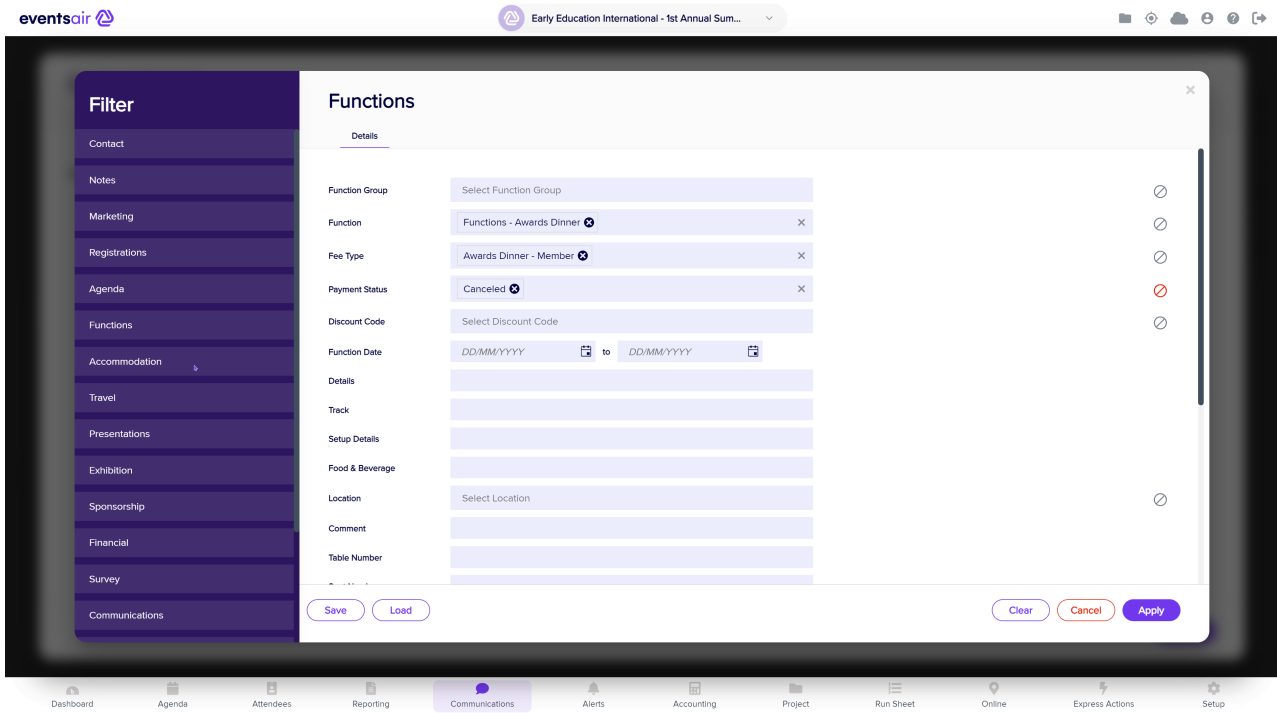 eventsair
Early Education International - 1st Annual Sum...
Filter
Contact
Notes
Marketing
Registrations
Agenda
Functions
Accommodation
Travel
Presentations
Exhibition
Sponsorship
Financial
Survey
Communications
Functions
Details
Function Group
Select Function Group
Function
Functions - Awards Dinner
Fee Type
Awards Dinner - Member
Payment Status
Canceled
Discount Code
Select Discount Code
Function Date
DD/MM/YYYY to DD/MM/YYYY
Details
Track
Setup Details
Food & Beverage
Location
Select Location
Comment
Table Number
Save
Load
Clear
Cancel
Apply
Dashboard
Agenda
Attendees
Reporting
Communications
Alerts
Accounting
Project
Run Sheet
Online
Express Actions
Setup